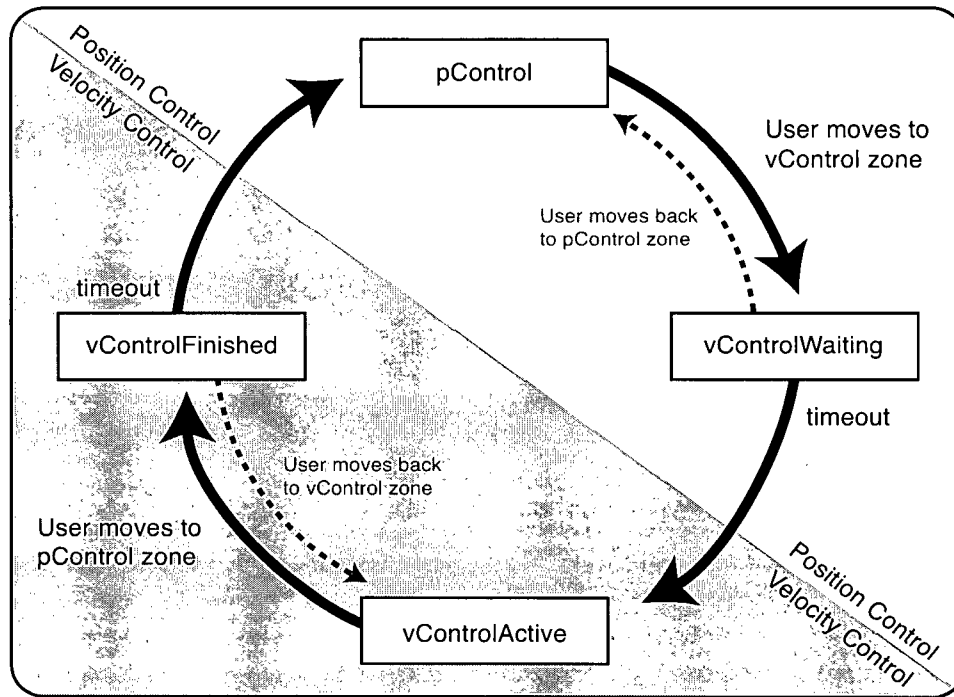 Position Control
Velocity Control
pControl
User moves to
vControl zone
User moves back
to pControl zone
timeout
vControlFinished
vControlWaiting
timeout
User moves back
to vControl zone
User moves to
pControl zone
vControlActive
Position Control
Velocity Control